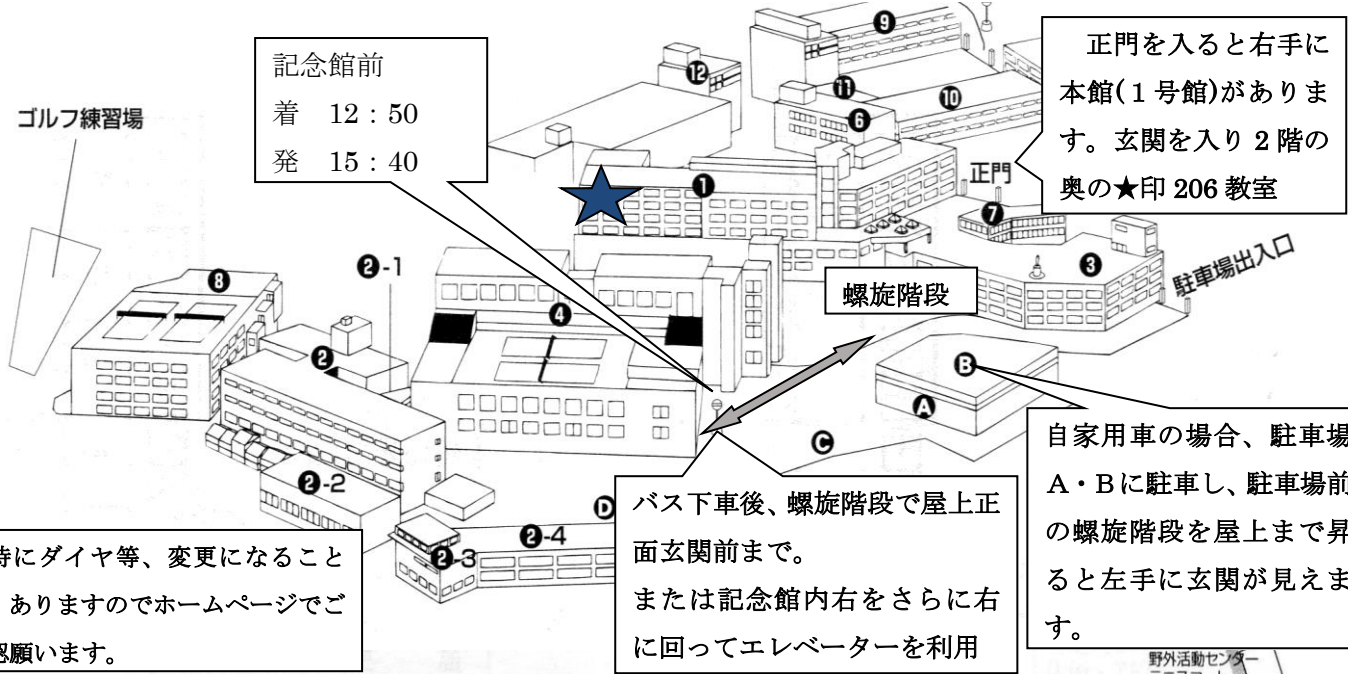 ゴルフ練習場
記念館前
着　12：50
発　15：40
正門を入ると右手に
本館(1号館)がありま
す。玄関を入り2階の
奥の★印206教室
❾
⓬
⓫
❿
❻
❶
正門
❼
❸
駐車場出入口
螺旋階段
❽
❷-1
❹
❷
B
A
C
❷-2
D
❷-4
❷-3
自家用車の場合、駐車場
A・Bに駐車し、駐車場前
の螺旋階段を屋上まで昇
ると左手に玄関が見えま
す。
バス下車後、螺旋階段で屋上正
面玄関前まで。
または記念館内右をさらに右
に回ってエレベーターを利用
時にダイヤ等、変更になること
ありますのでホームページでご
願います。
野外活動センター